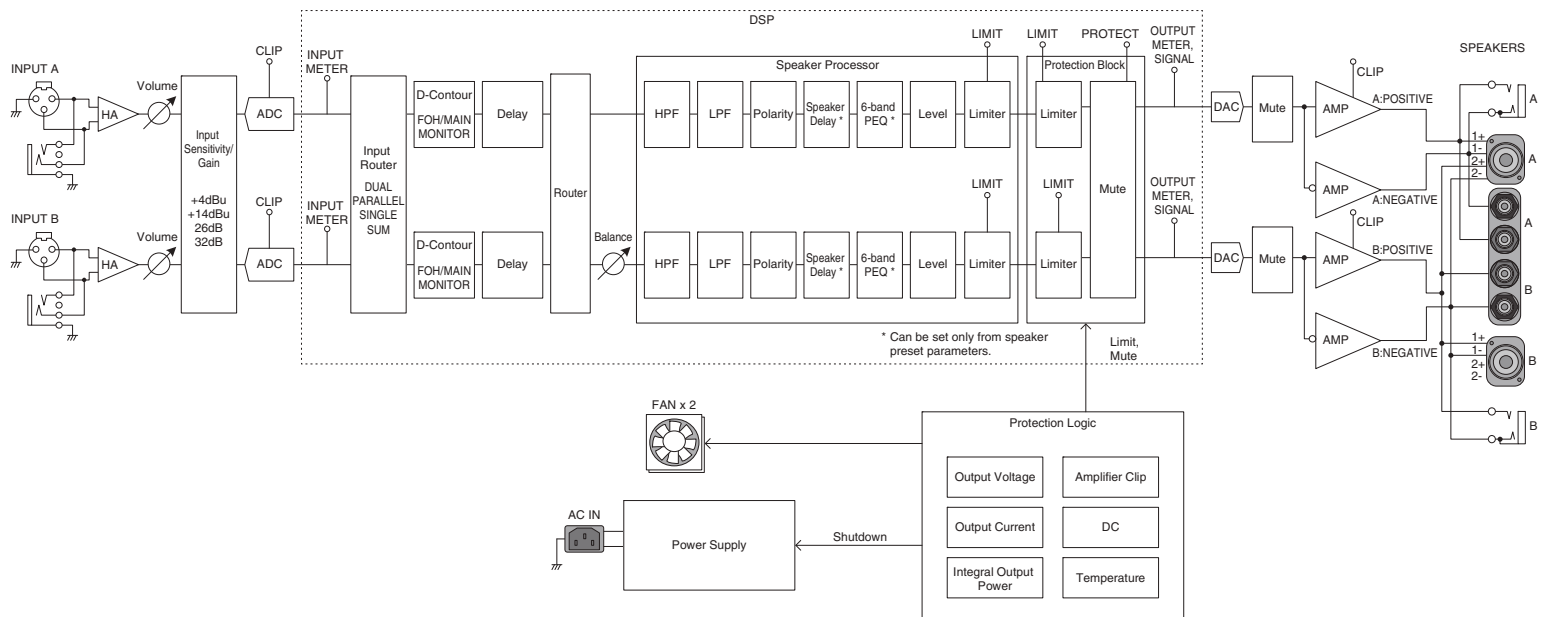 DSP
INPUT A
Volume
HA
Input
Sensitivity/
Gain
+4dBu
+14dBu
26dB
32dB
CLIP
ADC
INPUT
METER
Input
Router
DUAL
PARALLEL
SINGLE
SUM
D-Contour
FOH/MAIN
MONITOR
Delay
Router
Speaker Processor
HPF
LPF
Polarity
Speaker
Delay *
6-band
PEQ *
Level
LIMIT
Limiter
Protection Block
LIMIT
Limiter
PROTECT
Mute
OUTPUT
METER,
SIGNAL
DAC
Mute
CLIP
AMP
A:POSITIVE
AMP
A:NEGATIVE
SPEAKERS
A
1+
1-
2+
2-
A
A
B
INPUT B
Volume
HA
CLIP
ADC
INPUT
METER
D-Contour
FOH/MAIN
MONITOR
Delay
Balance
HPF
LPF
Polarity
Speaker
Delay *
6-band
PEQ *
Level
LIMIT
Limiter
LIMIT
Limiter
OUTPUT
METER,
SIGNAL
DAC
Mute
CLIP
AMP
B:POSITIVE
AMP
B:NEGATIVE
1+
1-
2+
2-
B
B
* Can be set only from speaker
preset parameters.
Limit,
Mute
FAN x 2
Protection Logic
Output Voltage
Amplifier Clip
Output Current
DC
Integral Output
Power
Temperature
AC IN
Power Supply
Shutdown